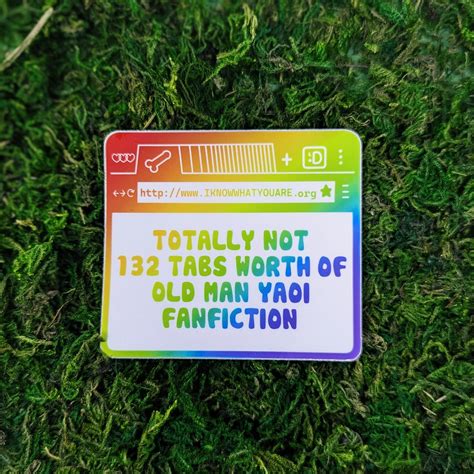 :D
http://www.IKNOWWHATYOUARE.org
TOTALLY NOT
132 TABS WORTH OF
OLD MAN YAOI
FANFICTION